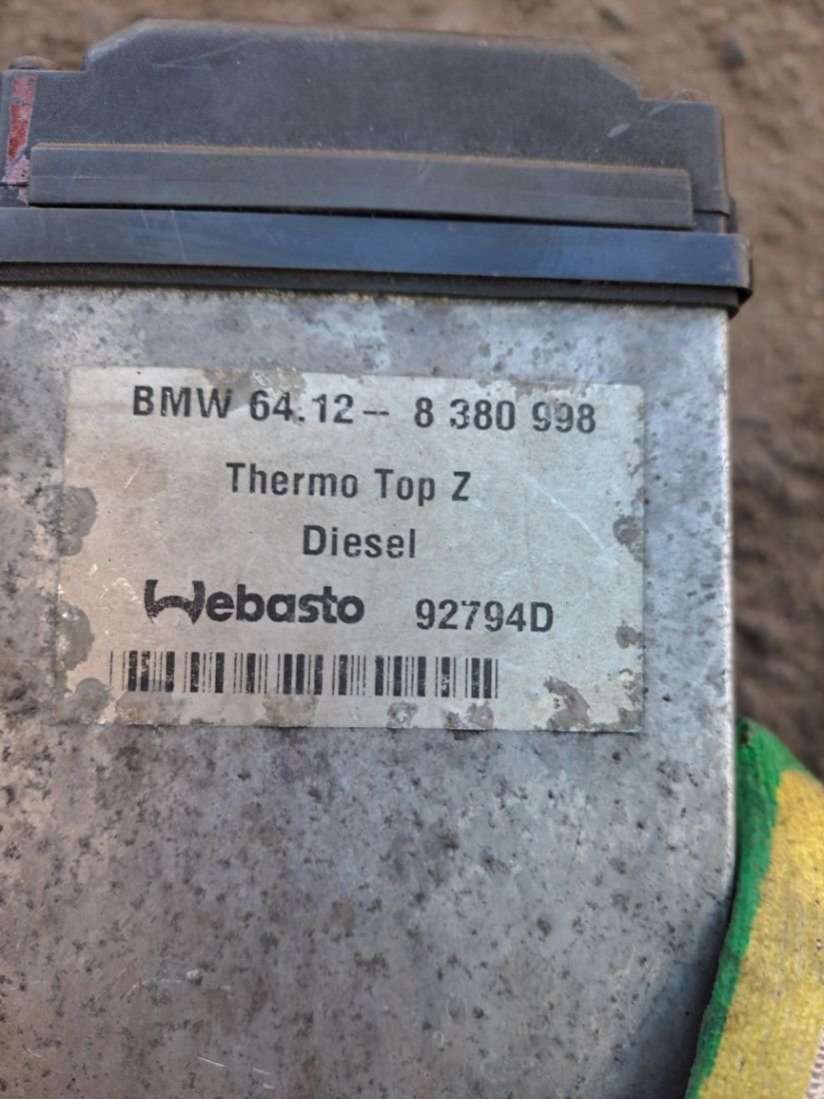 BMW 64.12-- 8 380 998
Thermo Top Z
Diesel
Webasto 92794D